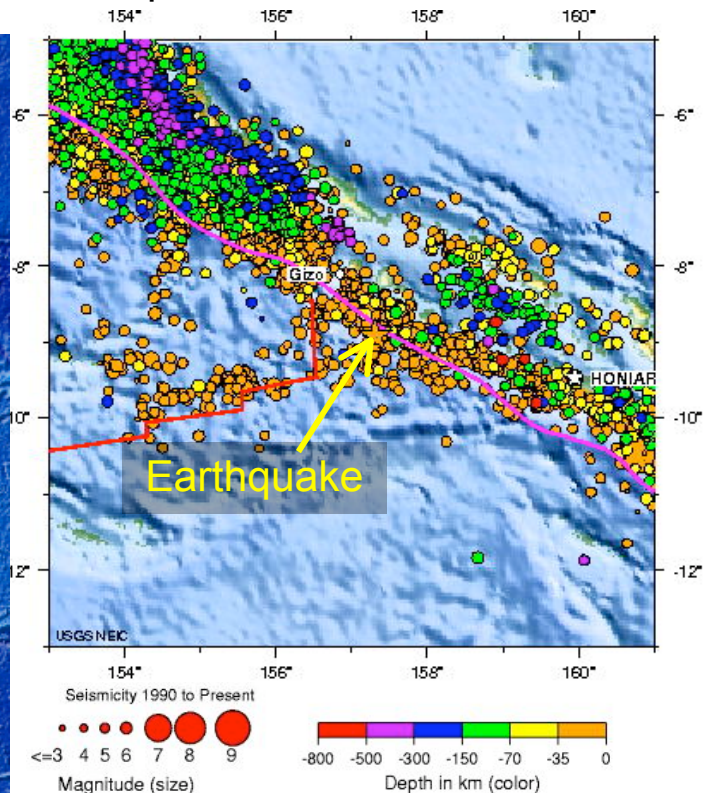 154° 156° 158° 160°
-6° -6°
-8° -8°
Gizo
HONIAR
-10° -10°
Earthquake
12° -12°
USGS NEIC
154° 156° 158° 160°
Seismicity 1990 to Present
<=3 4 5 6 7 8 9
Magnitude (size)
-800 -500 -300 -150 -70 -35 0
Depth in km (color)